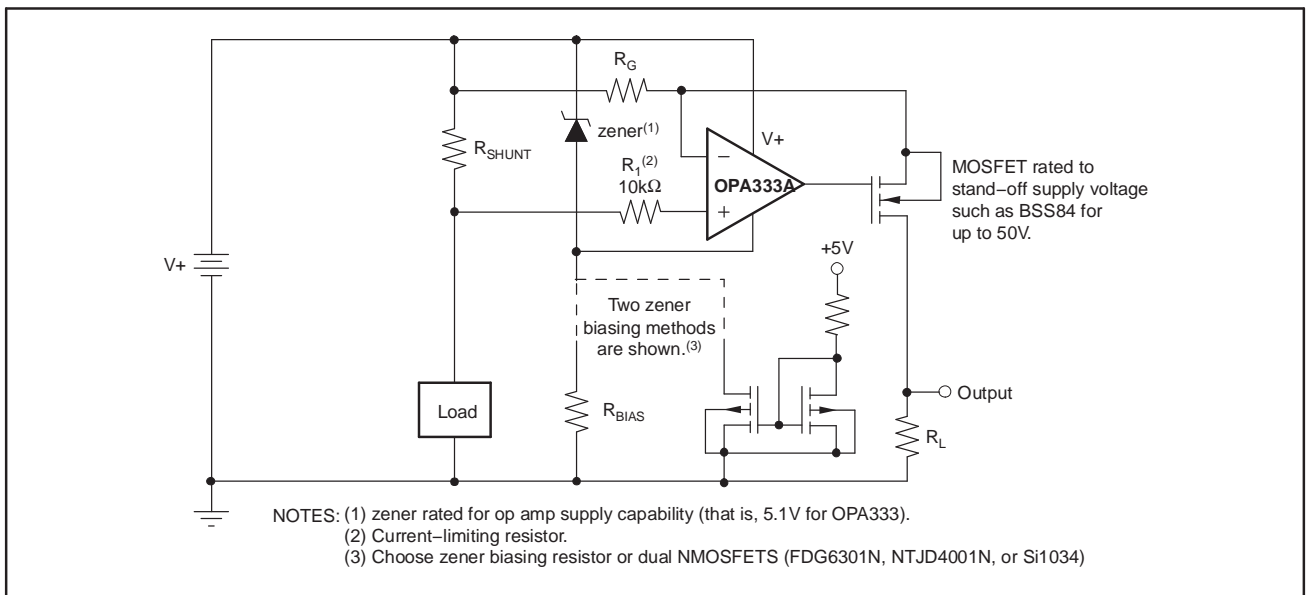 R_G
zener(1)
V+
R_SHUNT
R_1(2)
10kΩ
−
OPA333A
+
MOSFET rated to
stand−off supply voltage
such as BSS84 for
up to 50V.
+5V
V+
Two zener
biasing methods
are shown.(3)
Load
R_BIAS
Output
R_L
NOTES: (1) zener rated for op amp supply capability (that is, 5.1V for OPA333).
(2) Current−limiting resistor.
(3) Choose zener biasing resistor or dual NMOSFETS (FDG6301N, NTJD4001N, or Si1034)